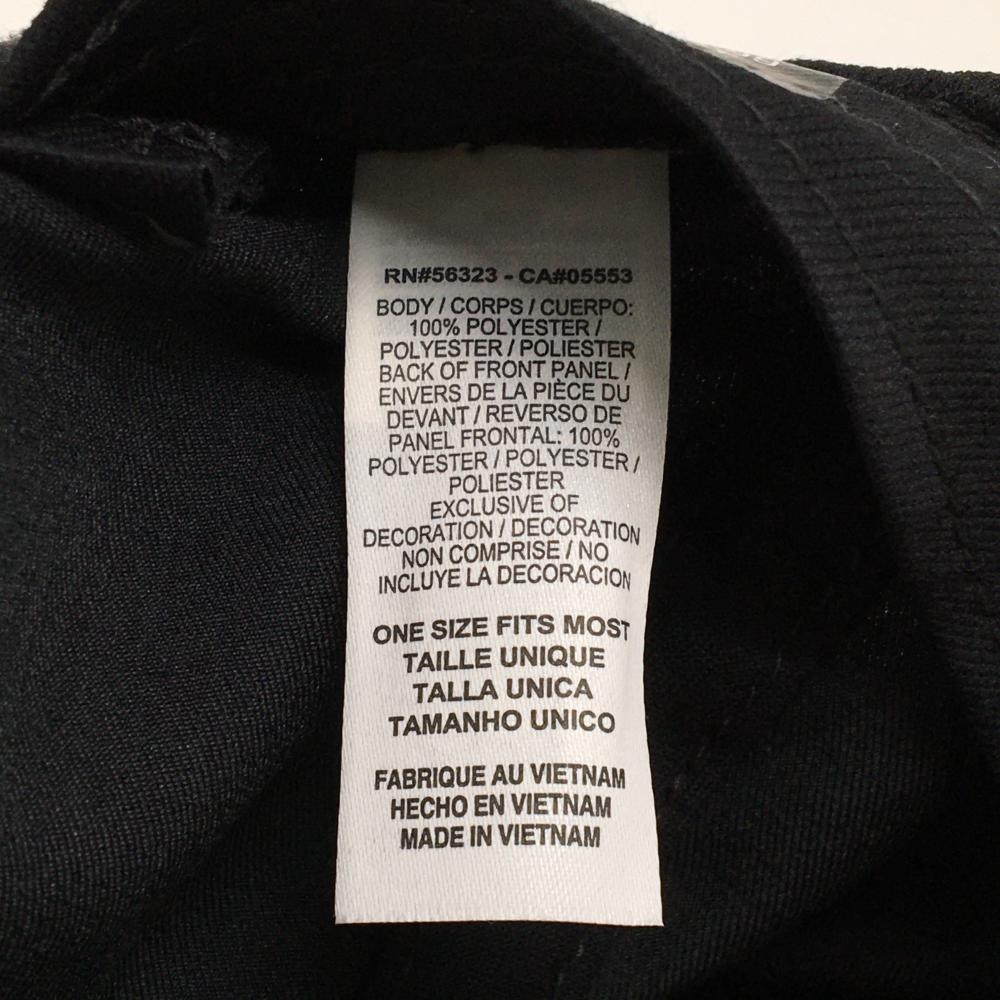 RN#56323 - CA#05553
BODY / CORPS / CUERPO:
100% POLYESTER /
POLYESTER / POLIESTER
BACK OF FRONT PANEL /
ENVERS DE LA PIÈCE DU
DEVANT / REVERSO DE
PANEL FRONTAL: 100%
POLYESTER / POLYESTER /
POLIESTER
EXCLUSIVE OF
DECORATION / DECORATION
NON COMPRISE / NO
INCLUYE LA DECORACION
ONE SIZE FITS MOST
TAILLE UNIQUE
TALLA UNICA
TAMANHO UNICO
FABRIQUE AU VIETNAM
HECHO EN VIETNAM
MADE IN VIETNAM